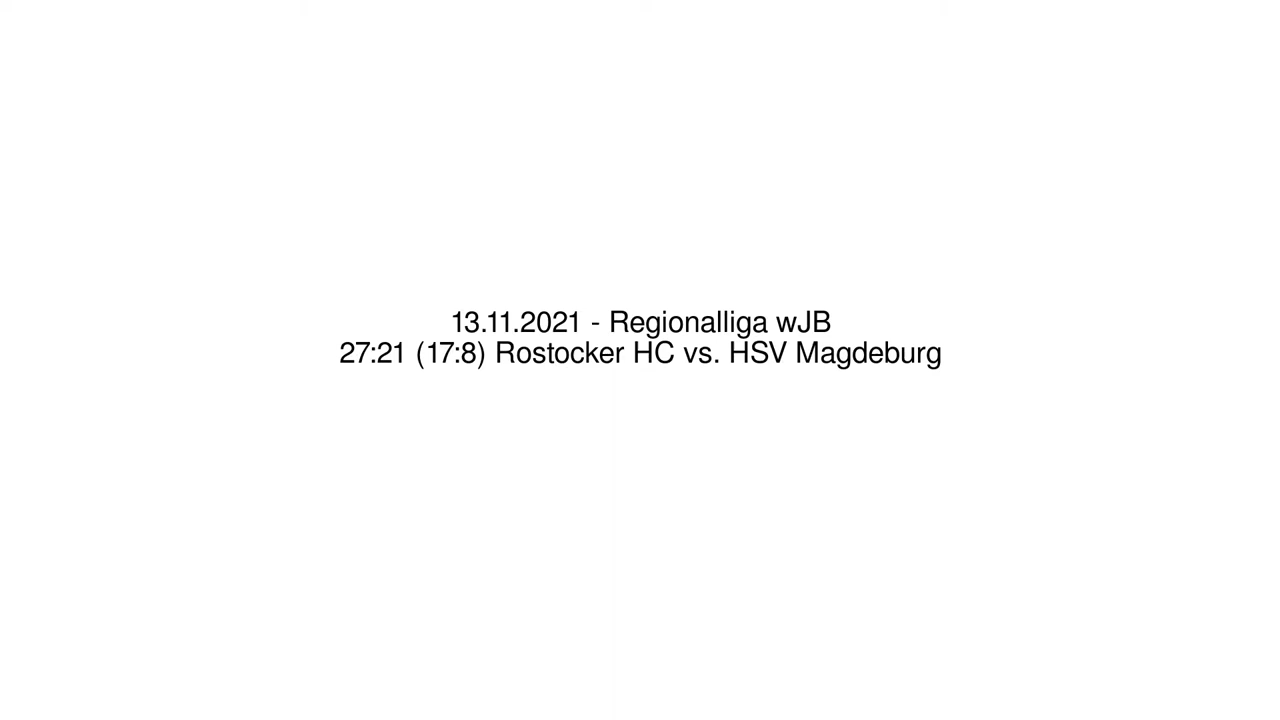 13.11.2021 - Regionalliga wJB
27:21 (17:8) Rostocker HC vs. HSV Magdeburg